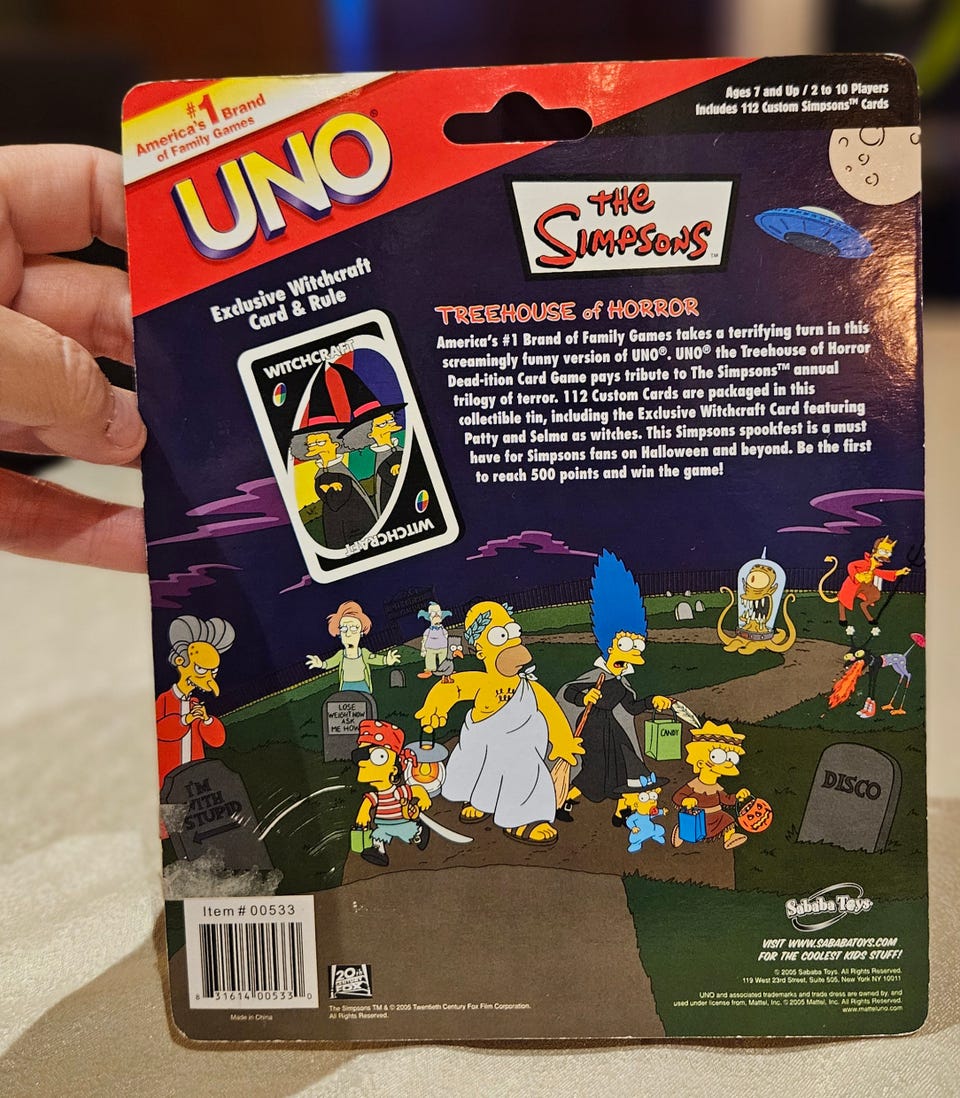 #1
America's Brand
of Family Games
UNO®
Ages 7 and Up / 2 to 10 Players
Includes 112 Custom Simpsons™ Cards
THE
SIMPSONS
TM
Exclusive Witchcraft
Card & Rule
WITCHCRAFT
WITCHCRAFT
TREEHOUSE of HORROR
America's #1 Brand of Family Games takes a terrifying turn in this
screamingly funny version of UNO®. UNO® the Treehouse of Horror
Dead-ition Card Game pays tribute to The Simpsons™ annual
trilogy of terror. 112 Custom Cards are packaged in this
collectible tin, including the Exclusive Witchcraft Card featuring
Patty and Selma as witches. This Simpsons spookfest is a must
have for Simpsons fans on Halloween and beyond. Be the first
to reach 500 points and win the game!
LOSE
WEIGHT NOW
ASK
ME HOW
CANDY
I'M
WITH
STUPID
DISCO
Item # 00533
8 31614 00533 0
Made in China
20th
CENTURY
FOX
The Simpsons TM & © 2005 Twentieth Century Fox Film Corporation.
All Rights Reserved.
Sababa Toys
VISIT WWW.SABABATOYS.COM
FOR THE COOLEST KIDS STUFF!
© 2005 Sababa Toys. All Rights Reserved.
119 West 23rd Street, Suite 505, New York NY 10011
UNO and associated trademarks and trade dress are owned by, and
used under license from, Mattel, Inc. © 2005 Mattel, Inc. All Rights Reserved.
www.matteluno.com